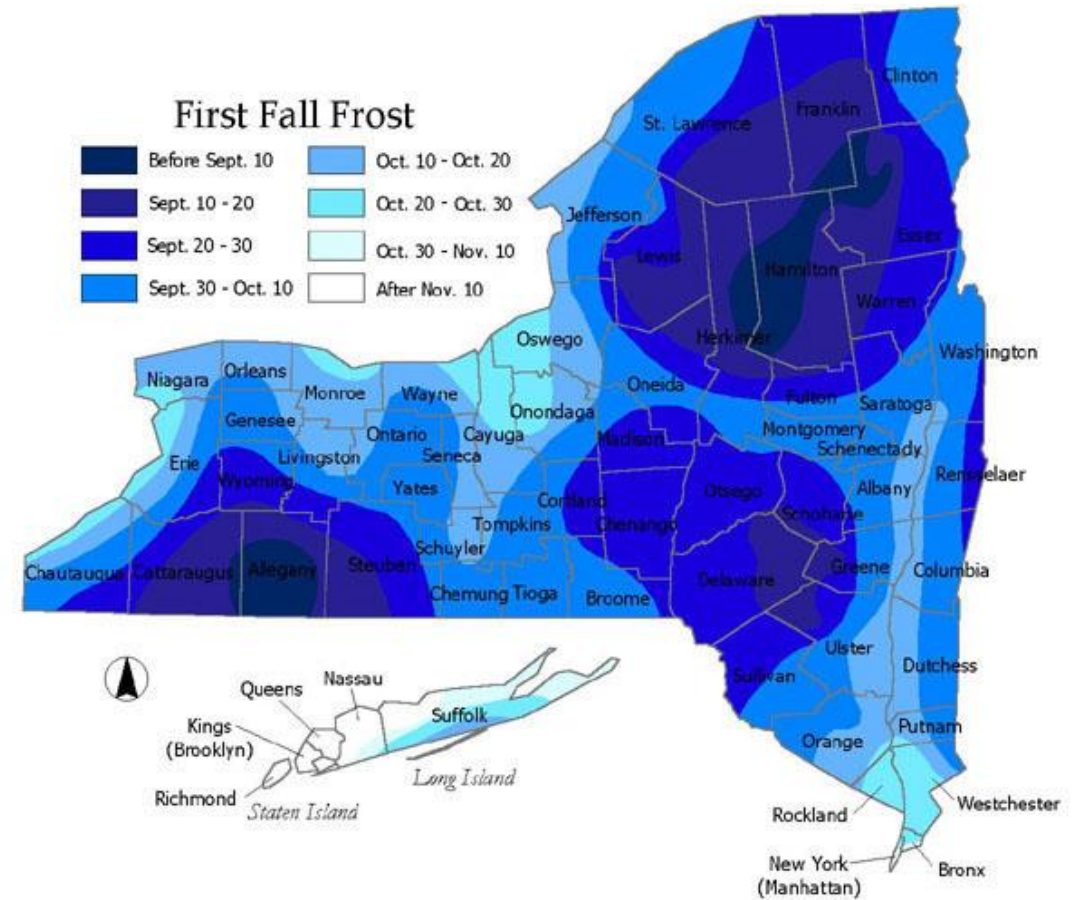 First Fall Frost
Before Sept. 10
Sept. 10 - 20
Sept. 20 - 30
Sept. 30 - Oct. 10
Oct. 10 - Oct. 20
Oct. 20 - Oct. 30
Oct. 30 - Nov. 10
After Nov. 10
Clinton
Franklin
St. Lawrence
Jefferson
Essex
Lewis
Hamilton
Warren
Herkimer
Oswego
Washington
Orleans
Niagara
Monroe
Wayne
Oneida
Fulton
Saratoga
Onondaga
Genesee
Ontario
Cayuga
Madison
Montgomery
Schenectady
Livingston
Seneca
Erie
Wyoming
Rensselaer
Yates
Otsego
Albany
Cortland
Schoharie
Tompkins
Chenango
Schuyler
Steuben
Chautauqua
Cattaraugus
Allegany
Delaware
Greene
Columbia
Chemung
Tioga
Broome
Ulster
Dutchess
Sullivan
Putnam
Orange
Rockland
Westchester
New York
(Manhattan)
Bronx
Nassau
Queens
Suffolk
Kings
(Brooklyn)
Long Island
Richmond
Staten Island